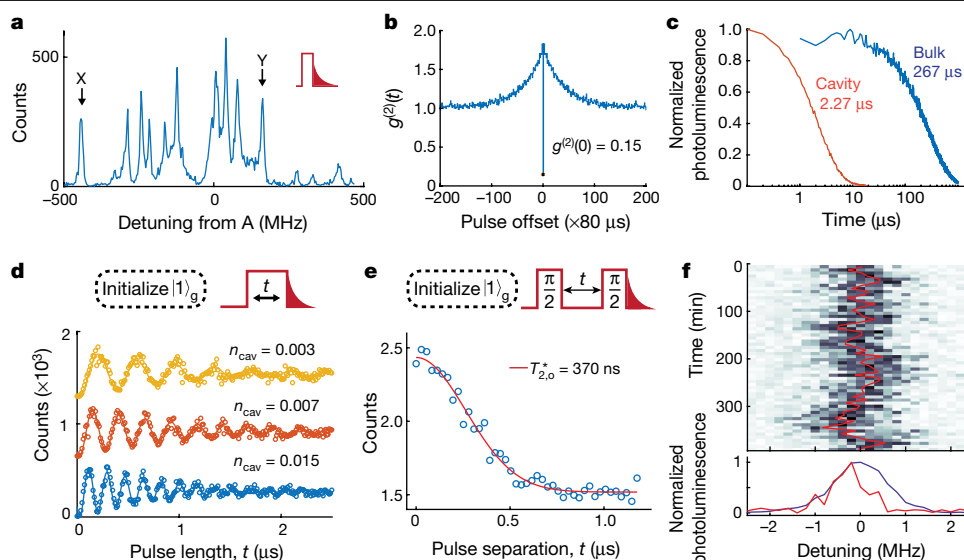 a
Counts
500
0
X
Y
−500
0
500
Detuning from A (MHz)
b
g(2)(t)
2.0
1.5
1.0
0.5
0
g(2)(0) = 0.15
−200
−100
0
100
200
Pulse offset (×80 μs)
c
Normalized
photoluminescence
1.0
0.8
0.6
0.4
0.2
0
Bulk
267 μs
Cavity
2.27 μs
1
10
100
Time (μs)
d
Initialize |1⟩g
t
Counts (×10³)
2
1
0
ncav = 0.003
ncav = 0.007
ncav = 0.015
0
1
2
Pulse length, t (μs)
e
Initialize |1⟩g
π
2
t
π
2
Counts
2.5
2.0
1.5
T*2,o = 370 ns
0
0.5
1.0
Pulse separation, t (μs)
f
Time (min)
0
100
200
300
Normalized
photoluminescence
1
0
−2
−1
0
1
2
Detuning (MHz)